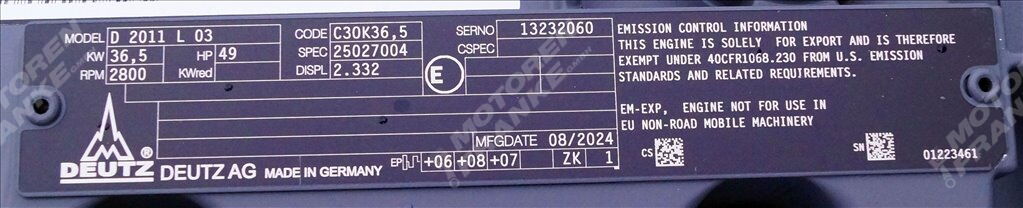 MODEL D 2011 L 03 CODE C30K36,5 SERNO 13232060
KW 36,5 HP 49 SPEC 25027004 CSPEC
RPM 2800 KWred DISPL 2.332
E
EMISSION CONTROL INFORMATION
THIS ENGINE IS SOLELY FOR EXPORT AND IS THEREFORE
EXEMPT UNDER 40CFR1068.230 FROM U.S. EMISSION
STANDARDS AND RELATED REQUIREMENTS.
EM-EXP, ENGINE NOT FOR USE IN
EU NON-ROAD MOBILE MACHINERY
MFGDATE 08/2024
DEUTZ ® DEUTZ AG MADE IN GERMANY
EP +06 +08 +07 ZK 1
CS SN 01223461
MOTOREN RANKE